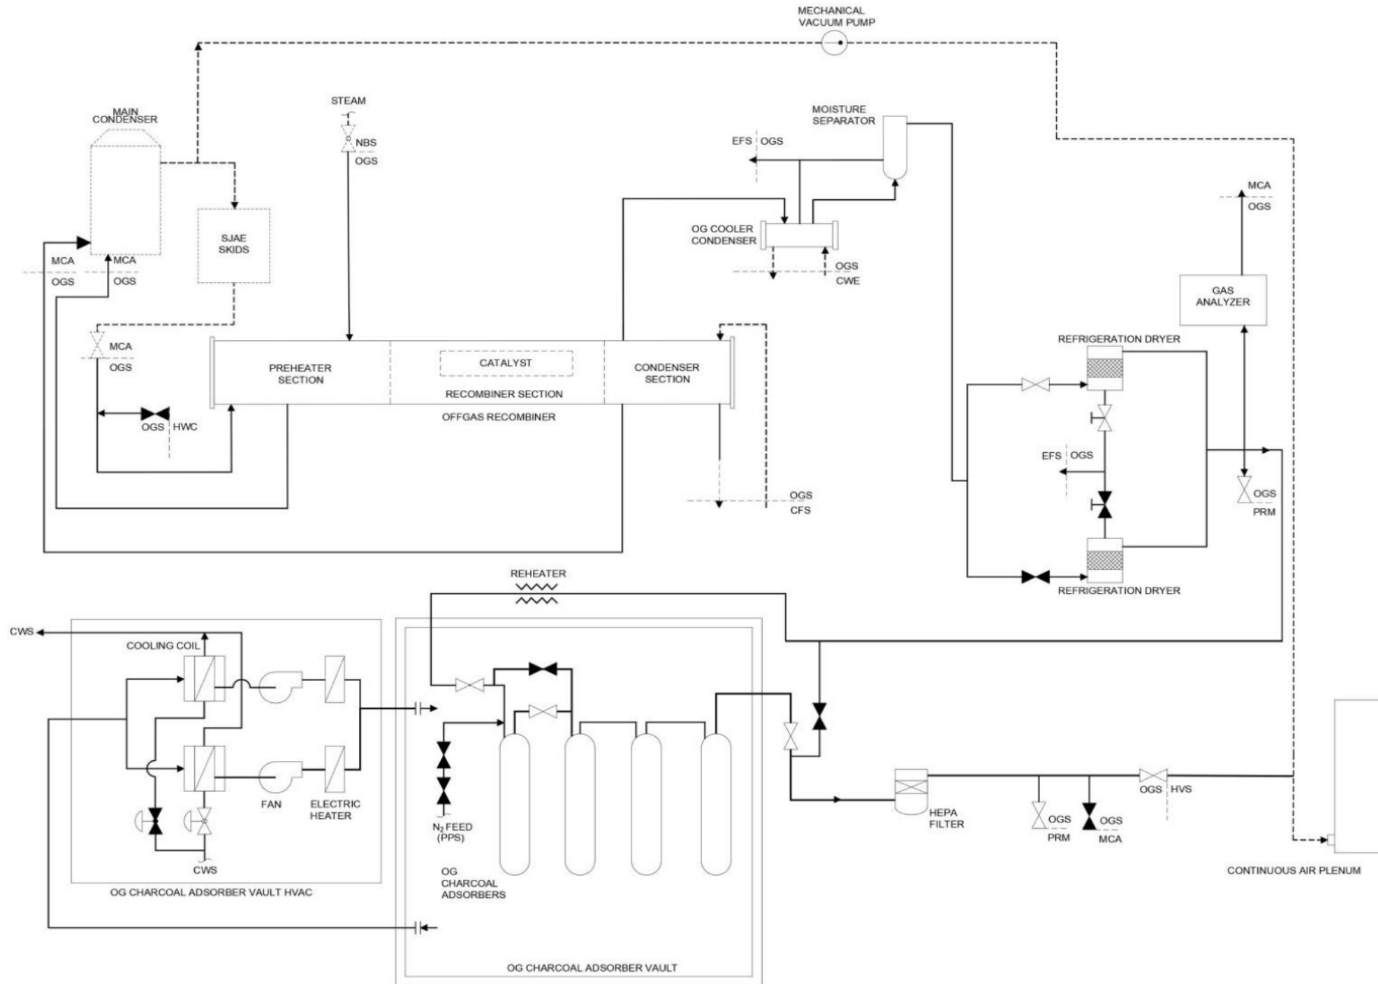 MECHANICAL
VACUUM PUMP
MAIN
CONDENSER
STEAM
NBS
OGS
MOISTURE
SEPARATOR
EFS OGS
MCA
OGS
SJAE
SKIDS
OG COOLER
CONDENSER
MCA
OGS
MCA
OGS
OGS
CWE
GAS
ANALYZER
MCA
OGS
PREHEATER
SECTION
CATALYST
RECOMBINER SECTION
CONDENSER
SECTION
OFFGAS RECOMBINER
OGS HWC
REFRIGERATION DRYER
EFS OGS
OGS
PRM
OGS
CFS
REFRIGERATION DRYER
REHEATER
CWS
COOLING COIL
FAN
ELECTRIC
HEATER
CWS
OG CHARCOAL ADSORBER VAULT HVAC
N2 FEED
(PPS)
OG
CHARCOAL
ADSORBERS
OG CHARCOAL ADSORBER VAULT
HEPA
FILTER
OGS
PRM
OGS
MCA
OGS HVS
CONTINUOUS AIR PLENUM